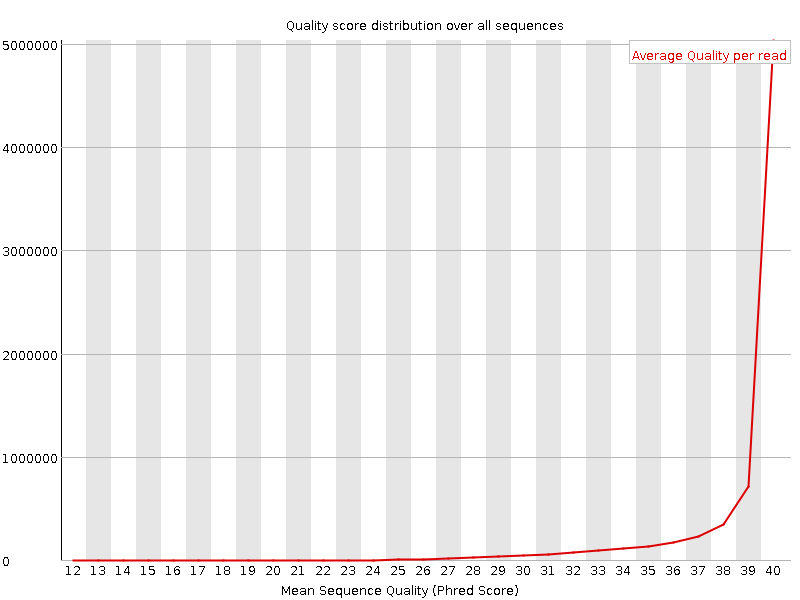 Quality score distribution over all sequences
Average Quality per read
5000000
4000000
3000000
2000000
1000000
0
12 13 14 15 16 17 18 19 20 21 22 23 24 25 26 27 28 29 30 31 32 33 34 35 36 37 38 39 40
Mean Sequence Quality (Phred Score)